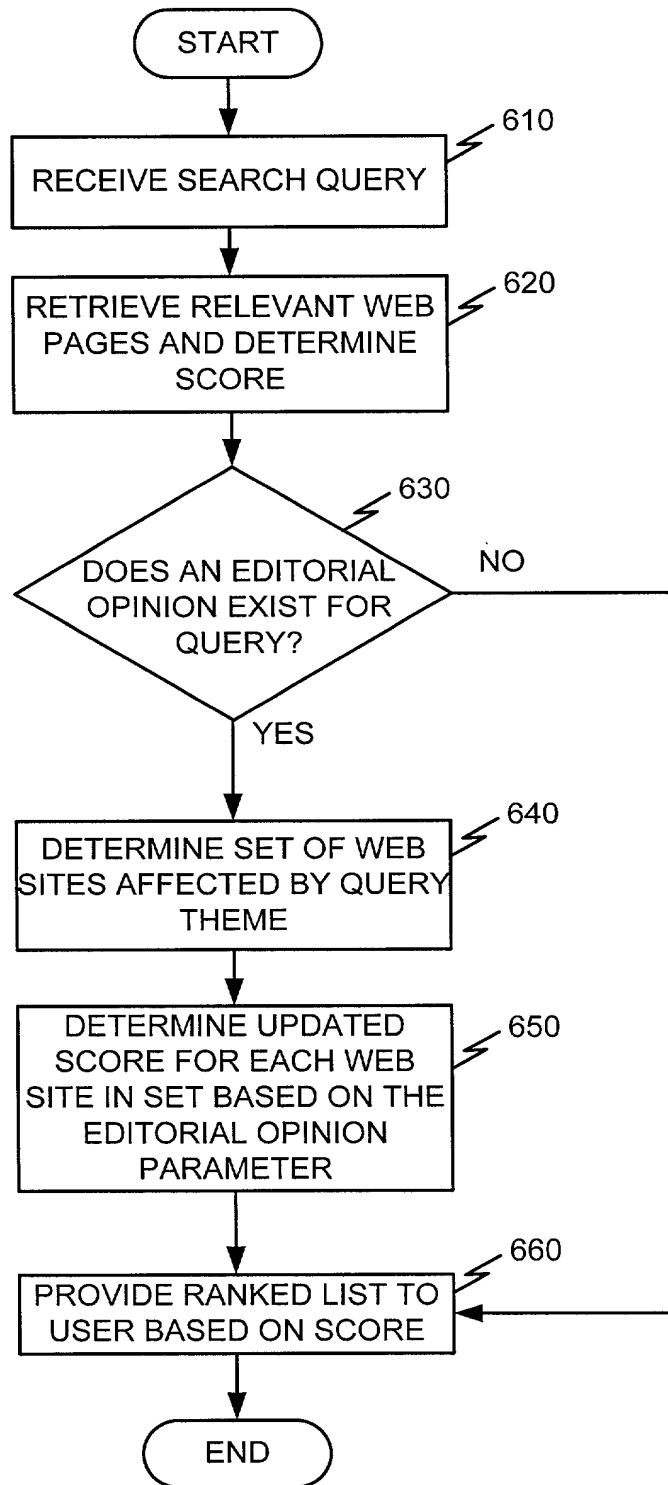 START
610
RECEIVE SEARCH QUERY
620
RETRIEVE RELEVANT WEB
PAGES AND DETERMINE
SCORE
630
DOES AN EDITORIAL
OPINION EXIST FOR
QUERY?
NO
YES
640
DETERMINE SET OF WEB
SITES AFFECTED BY QUERY
THEME
650
DETERMINE UPDATED
SCORE FOR EACH WEB
SITE IN SET BASED ON THE
EDITORIAL OPINION
PARAMETER
660
PROVIDE RANKED LIST TO
USER BASED ON SCORE
END